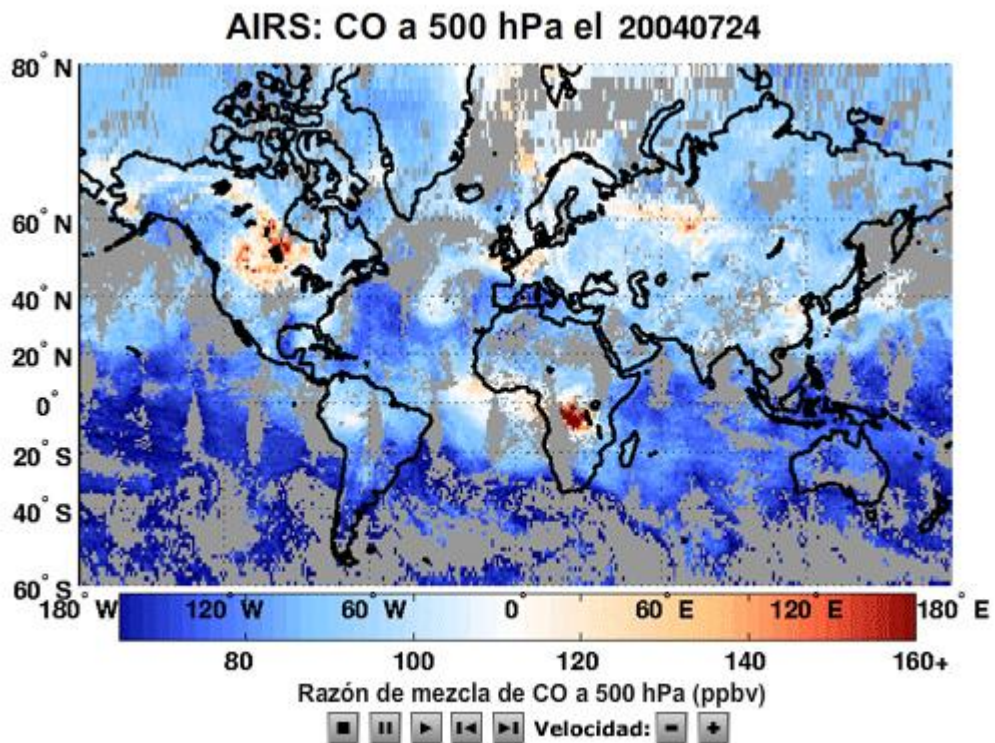 AIRS: CO a 500 hPa el 20040724
80° N
60° N
40° N
20° N
0°
20° S
40° S
60° S
180° W 120° W 60° W 0° 60° E 120° E 180° E
80 100 120 140 160+
Razón de mezcla de CO a 500 hPa (ppbv)
Velocidad: